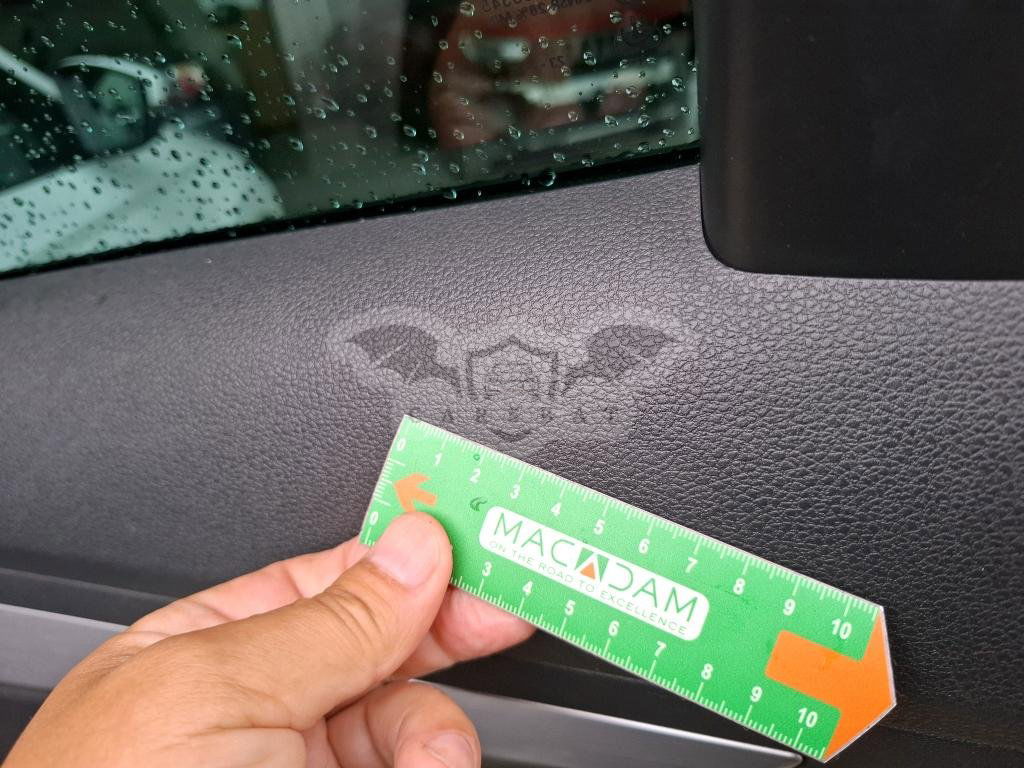 0 1 2 3 4 5 6 7 8 9 10
MACADAM
ON THE ROAD TO EXCELLENCE
0 3 4 5 6 7 8 9 10